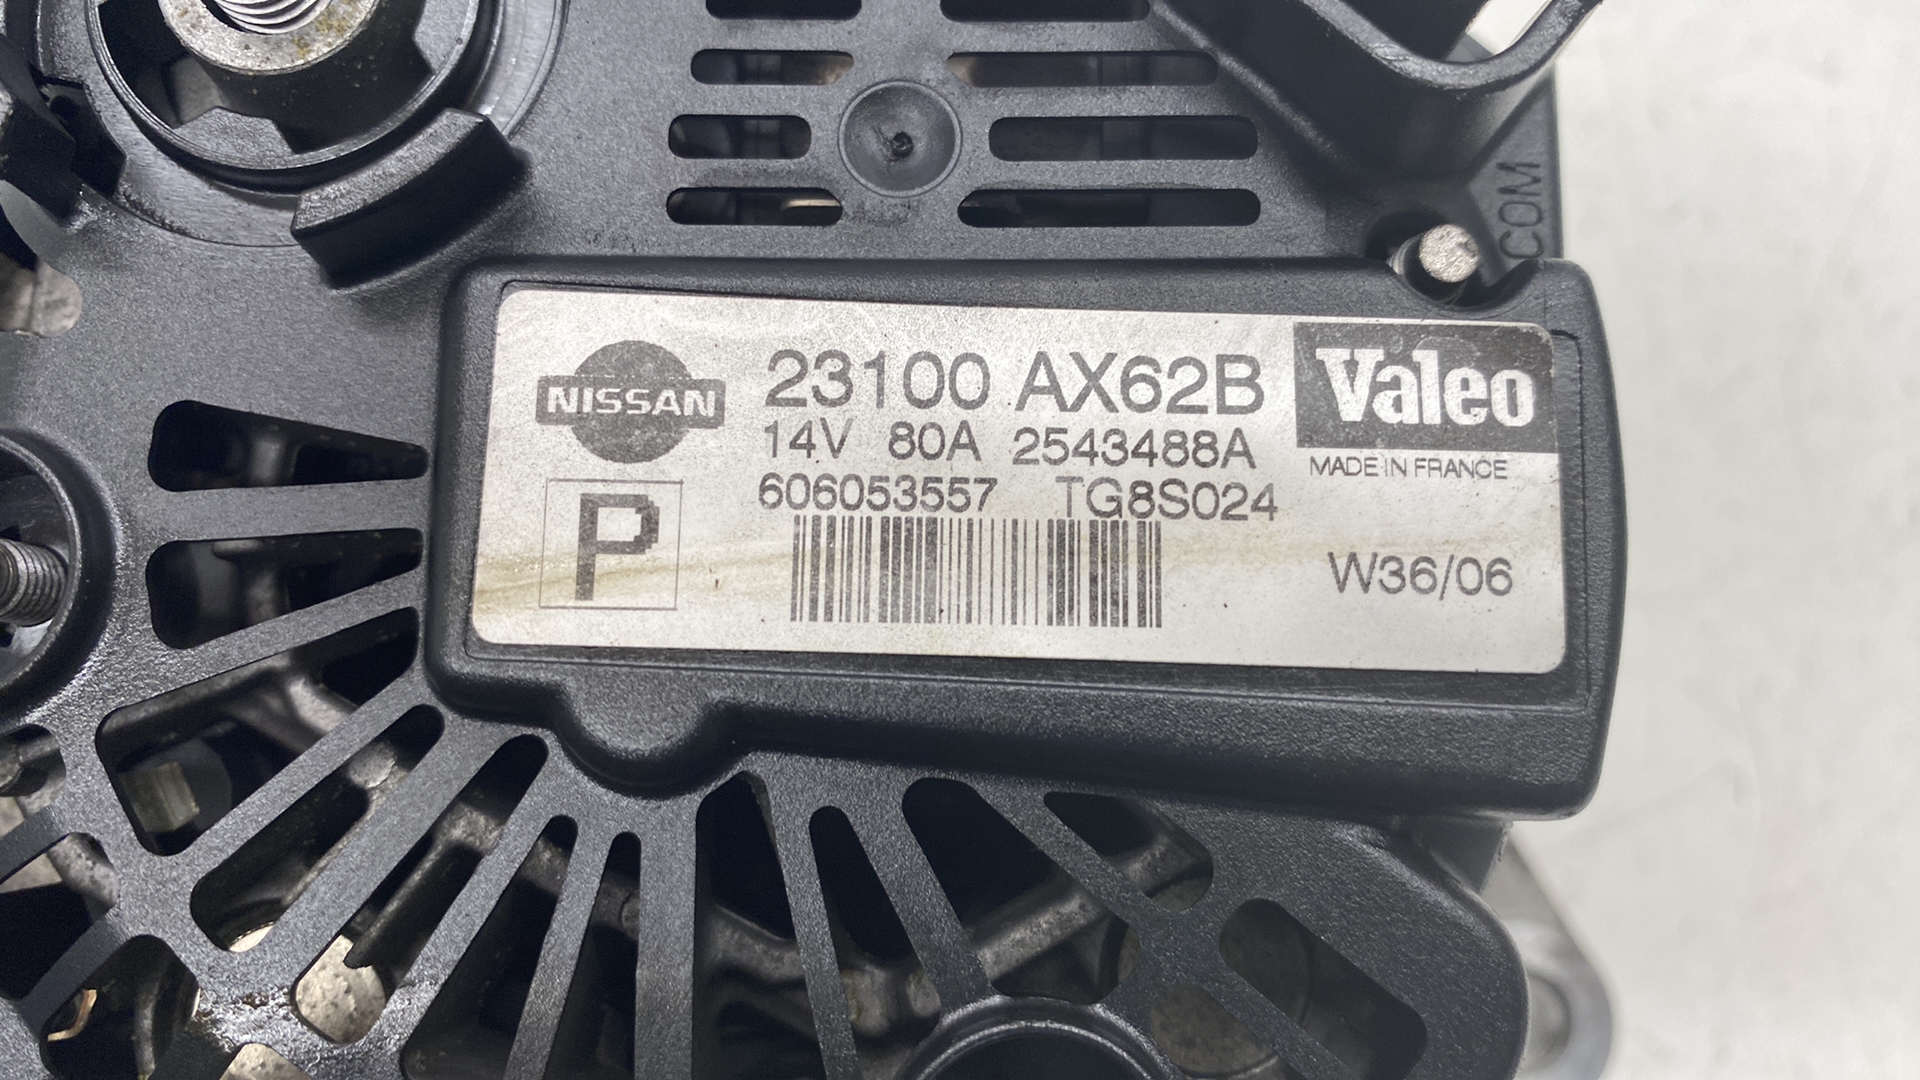 COM
NISSAN
23100 AX62B
Valeo
14V 80A 2543488A
MADE IN FRANCE
606053557 TG8S024
P
W36/06